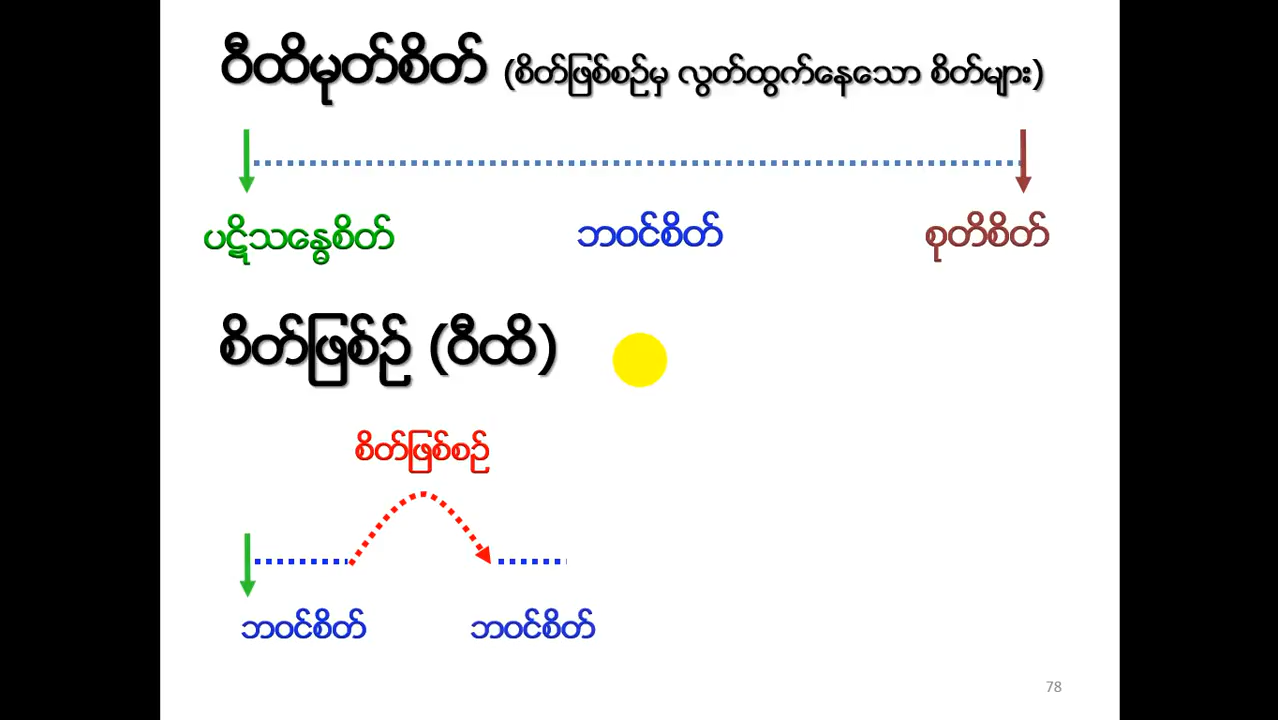 ဝီထိမုတ်စိတ် (စိတ်ဖြစ်စဉ်မှ လွတ်ထွက်နေသော စိတ်များ)
ပဋိသန္ဓေစိတ် ဘဝင်စိတ် စုတိစိတ်
စိတ်ဖြစ်ဉ် (ဝီထိ)
စိတ်ဖြစ်စဉ်
ဘဝင်စိတ် ဘဝင်စိတ်
78